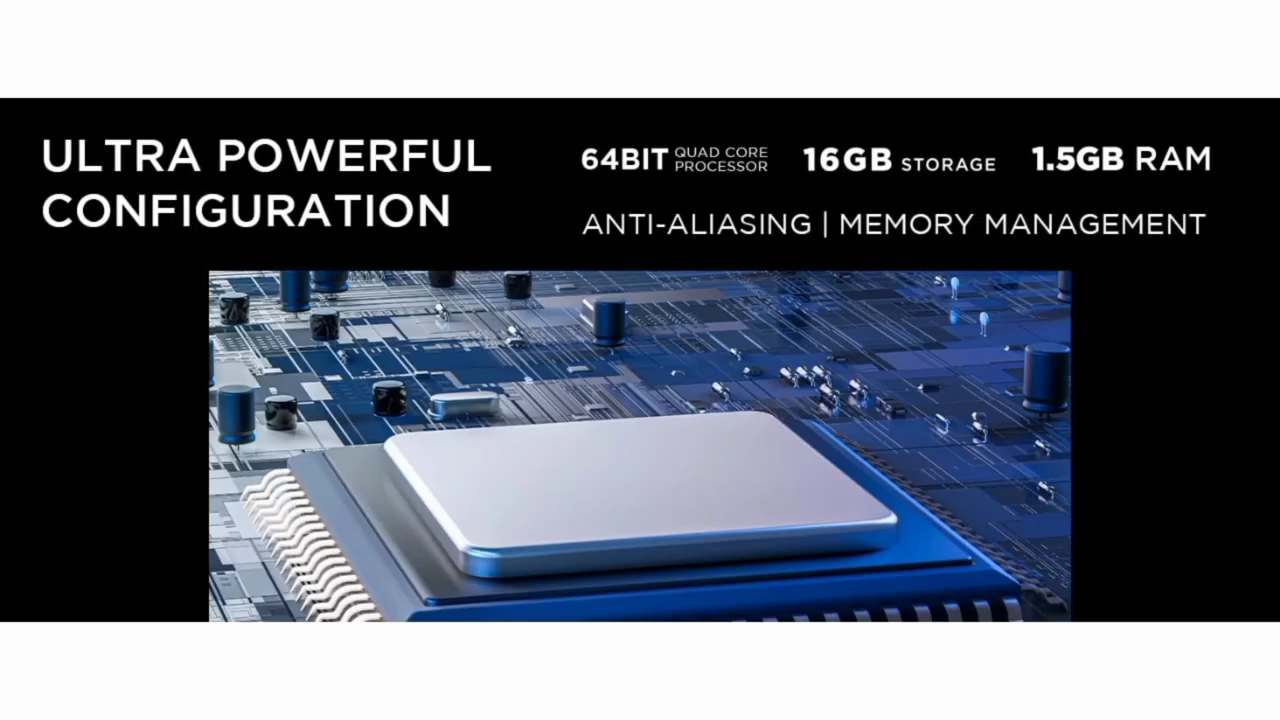 ULTRA POWERFUL
CONFIGURATION
64BIT QUAD CORE PROCESSOR 16GB STORAGE 1.5GB RAM
ANTI-ALIASING | MEMORY MANAGEMENT